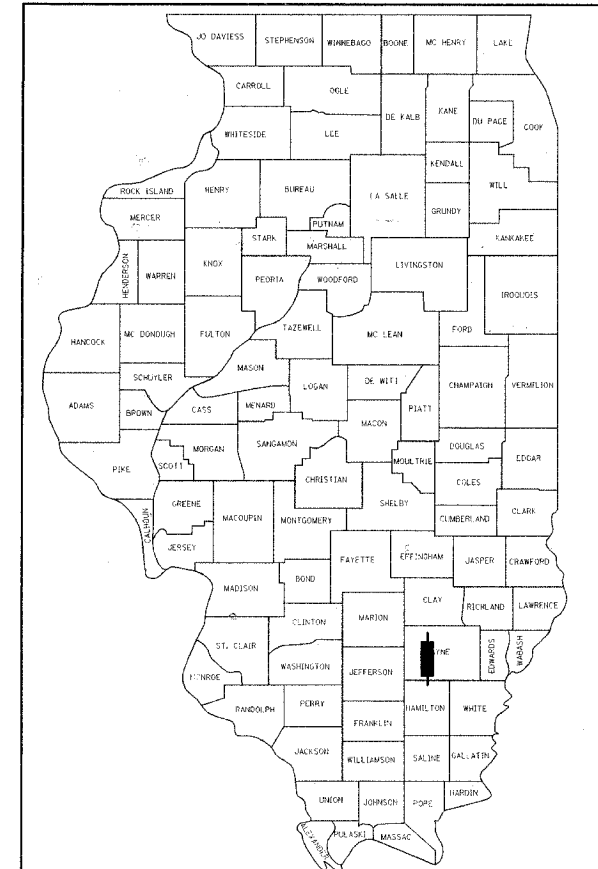 JO DAVIESS
STEPHENSON
WINNEBAGO
BOONE
MC HENRY
LAKE
CARROLL
OGLE
DE KALB
KANE
DU PAGE
COOK
WHITESIDE
LEE
KENDALL
WILL
ROCK ISLAND
HENRY
BUREAU
LA SALLE
GRUNDY
MERCER
PUTNAM
KANKAKEE
STARK
MARSHALL
HENDERSON
WARREN
KNOX
PEORIA
WOODFORD
LIVINGSTON
IROQUOIS
HANCOCK
MC DONOUGH
FULTON
TAZEWELL
MC LEAN
FORD
SCHUYLER
MASON
LOGAN
DE WITT
CHAMPAIGN
VERMILION
ADAMS
BROWN
CASS
MENARD
MACON
PIATT
PIKE
SCOTT
MORGAN
SANGAMON
CHRISTIAN
MOULTRIE
DOUGLAS
EDGAR
COLES
CALHOUN
GREENE
MACOUPIN
MONTGOMERY
SHELBY
CUMBERLAND
CLARK
JERSEY
FAYETTE
EFFINGHAM
JASPER
CRAWFORD
MADISON
BOND
CLAY
RICHLAND
LAWRENCE
CLINTON
MARION
ST. CLAIR
YNE
EDWARDS
WABASH
MONROE
WASHINGTON
JEFFERSON
RANDOLPH
PERRY
HAMILTON
WHITE
FRANKLIN
JACKSON
WILLIAMSON
SALINE
GALLATIN
UNION
JOHNSON
POPE
HARDIN
ALEXANDER
PULASKI
MASSAC